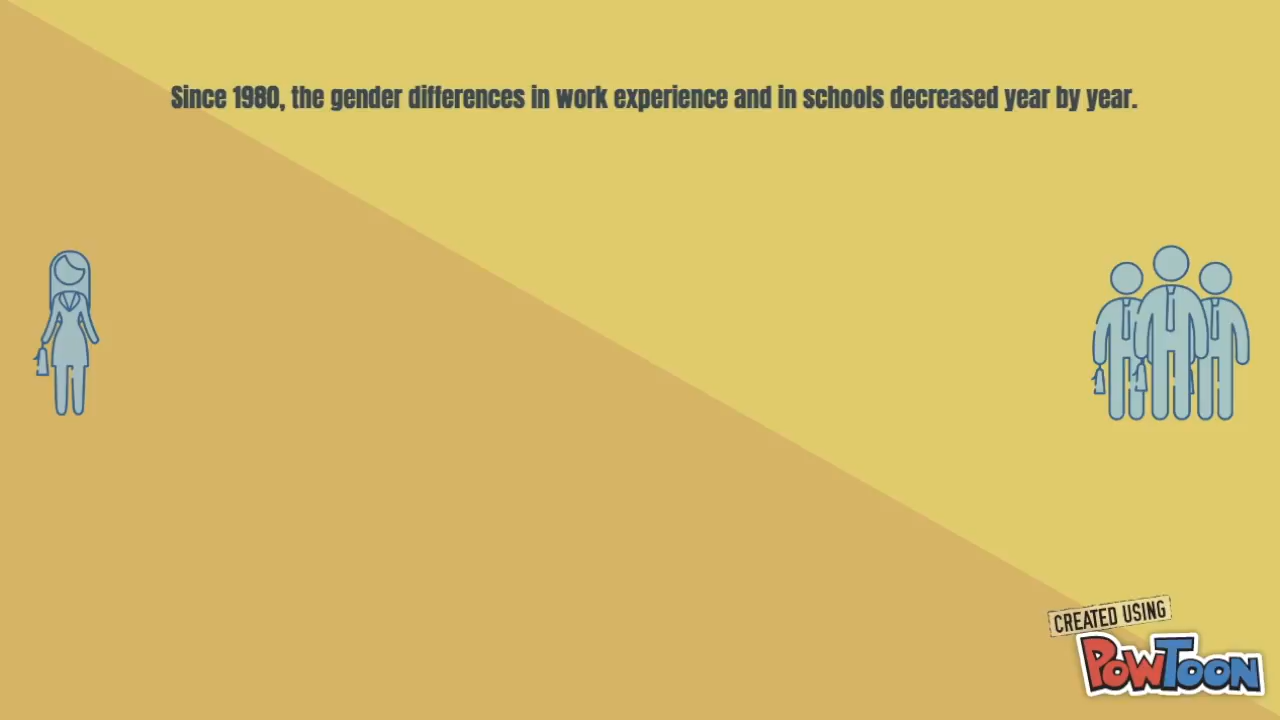 Since 1980, the gender differences in work experience and in schools decreased year by year.
CREATED USING
POWTOON